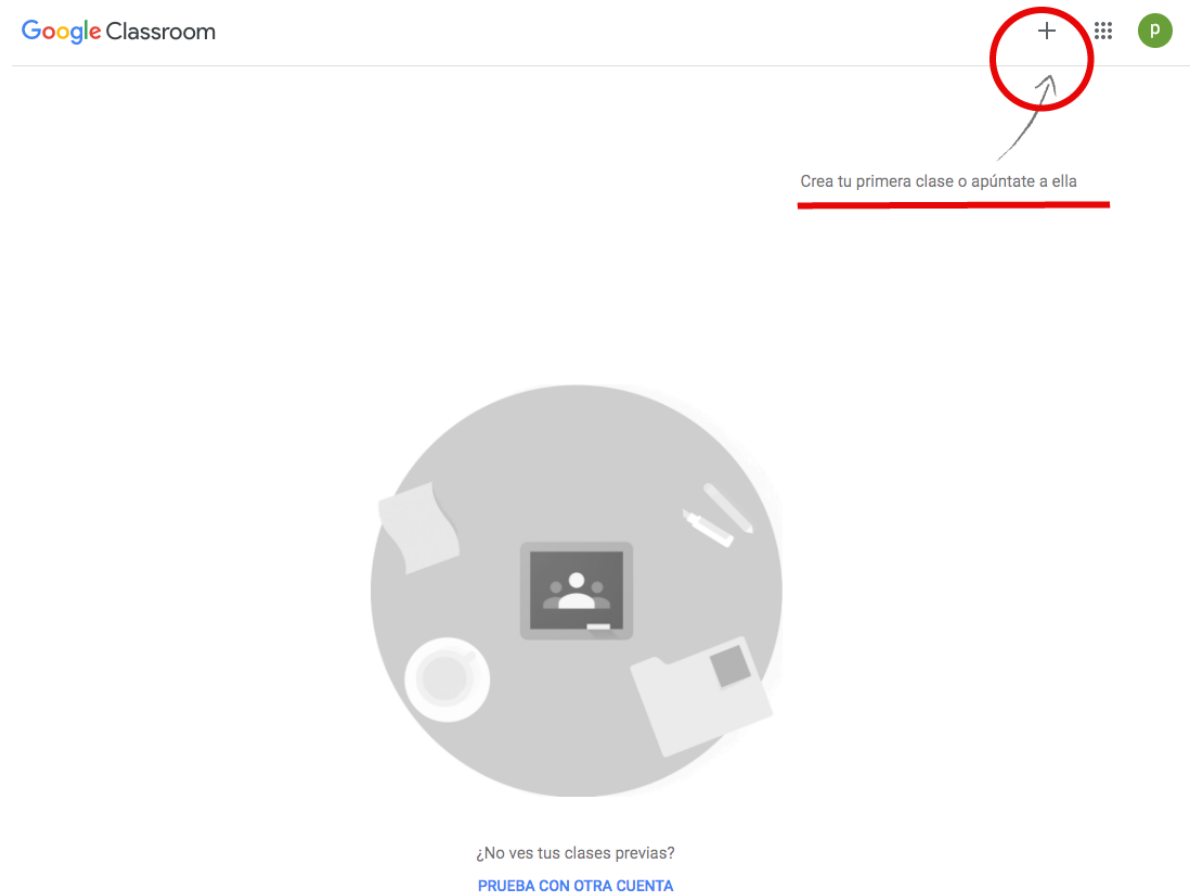 Google Classroom
p
Crea tu primera clase o apúntate a ella
¿No ves tus clases previas?
PRUEBA CON OTRA CUENTA